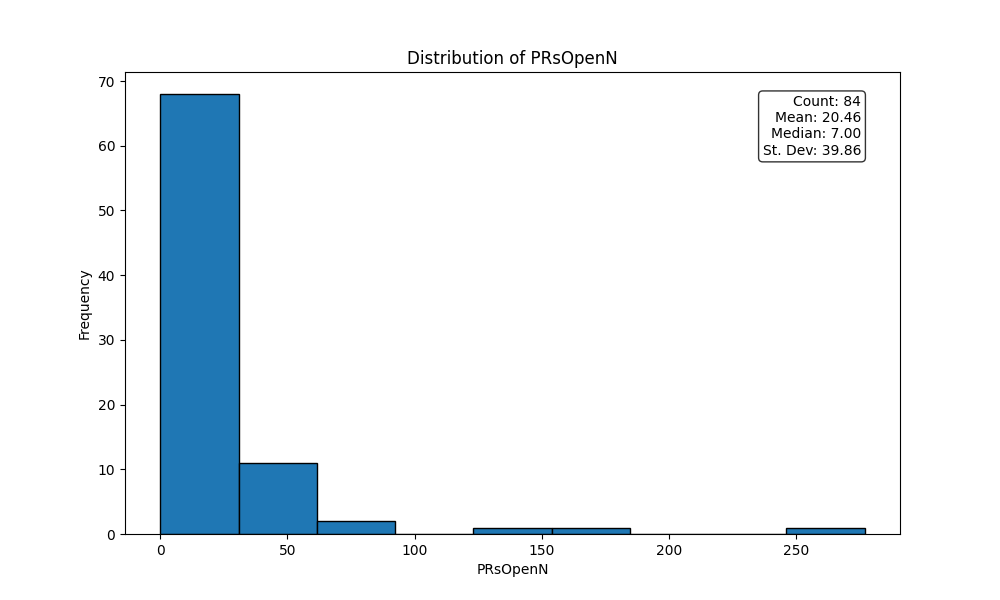 Distribution of PRsOpenN
Count: 84
Mean: 20.46
Median: 7.00
St. Dev: 39.86
70
60
50
40
30
20
10
0
Frequency
0 50 100 150 200 250
PRsOpenN